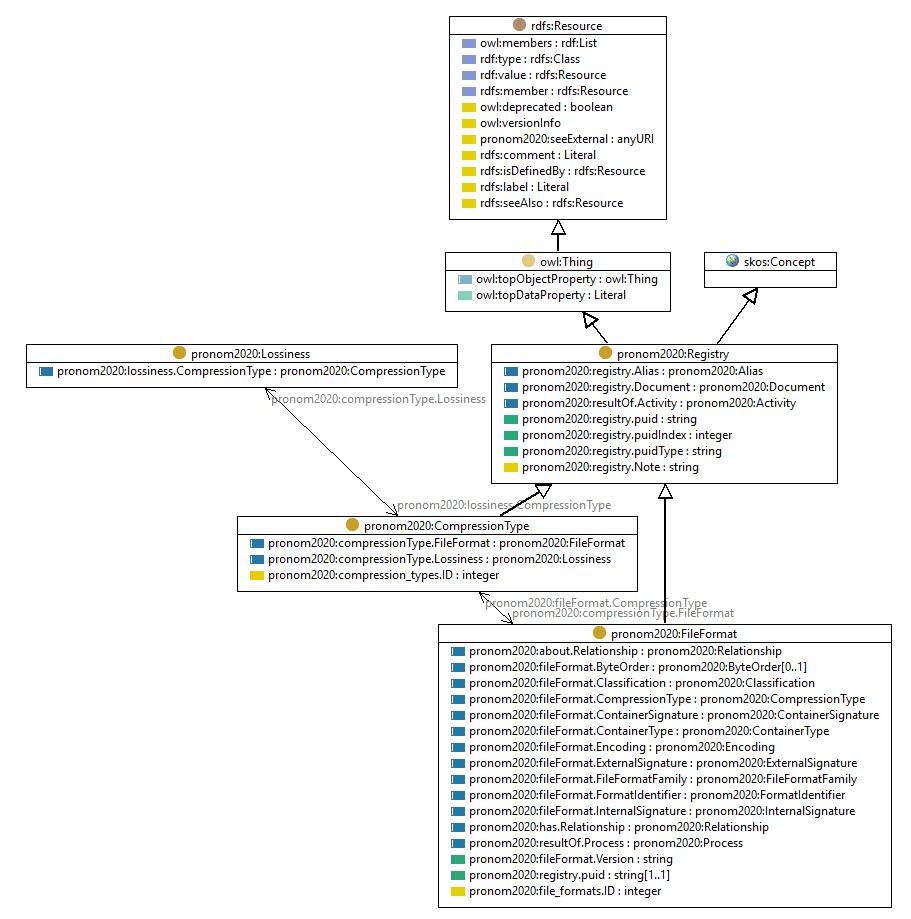 rdfs:Resource
owl:members : rdf:List
rdf:type : rdfs:Class
rdf:value : rdfs:Resource
rdfs:member : rdfs:Resource
owl:deprecated : boolean
owl:versionInfo
pronom2020:seeExternal : anyURI
rdfs:comment : Literal
rdfs:isDefinedBy : rdfs:Resource
rdfs:label : Literal
rdfs:seeAlso : rdfs:Resource
owl:Thing
owl:topObjectProperty : owl:Thing
owl:topDataProperty : Literal
skos:Concept
pronom2020:Lossiness
pronom2020:lossiness.CompressionType : pronom2020:CompressionType
pronom2020:Registry
pronom2020:registry.Alias : pronom2020:Alias
pronom2020:registry.Document : pronom2020:Document
pronom2020:resultOf.Activity : pronom2020:Activity
pronom2020:registry.puid : string
pronom2020:registry.puidIndex : integer
pronom2020:registry.puidType : string
pronom2020:registry.Note : string
pronom2020:compressionType.Lossiness
pronom2020:lossiness.CompressionType
pronom2020:CompressionType
pronom2020:compressionType.FileFormat : pronom2020:FileFormat
pronom2020:compressionType.Lossiness : pronom2020:Lossiness
pronom2020:compression_types.ID : integer
pronom2020:fileFormat.CompressionType
pronom2020:compressionType.FileFormat
pronom2020:FileFormat
pronom2020:about.Relationship : pronom2020:Relationship
pronom2020:fileFormat.ByteOrder : pronom2020:ByteOrder[0..1]
pronom2020:fileFormat.Classification : pronom2020:Classification
pronom2020:fileFormat.CompressionType : pronom2020:CompressionType
pronom2020:fileFormat.ContainerSignature : pronom2020:ContainerSignature
pronom2020:fileFormat.ContainerType : pronom2020:ContainerType
pronom2020:fileFormat.Encoding : pronom2020:Encoding
pronom2020:fileFormat.ExternalSignature : pronom2020:ExternalSignature
pronom2020:fileFormat.FileFormatFamily : pronom2020:FileFormatFamily
pronom2020:fileFormat.FormatIdentifier : pronom2020:FormatIdentifier
pronom2020:fileFormat.InternalSignature : pronom2020:InternalSignature
pronom2020:has.Relationship : pronom2020:Relationship
pronom2020:resultOf.Process : pronom2020:Process
pronom2020:fileFormat.Version : string
pronom2020:registry.puid : string[1..1]
pronom2020:file_formats.ID : integer